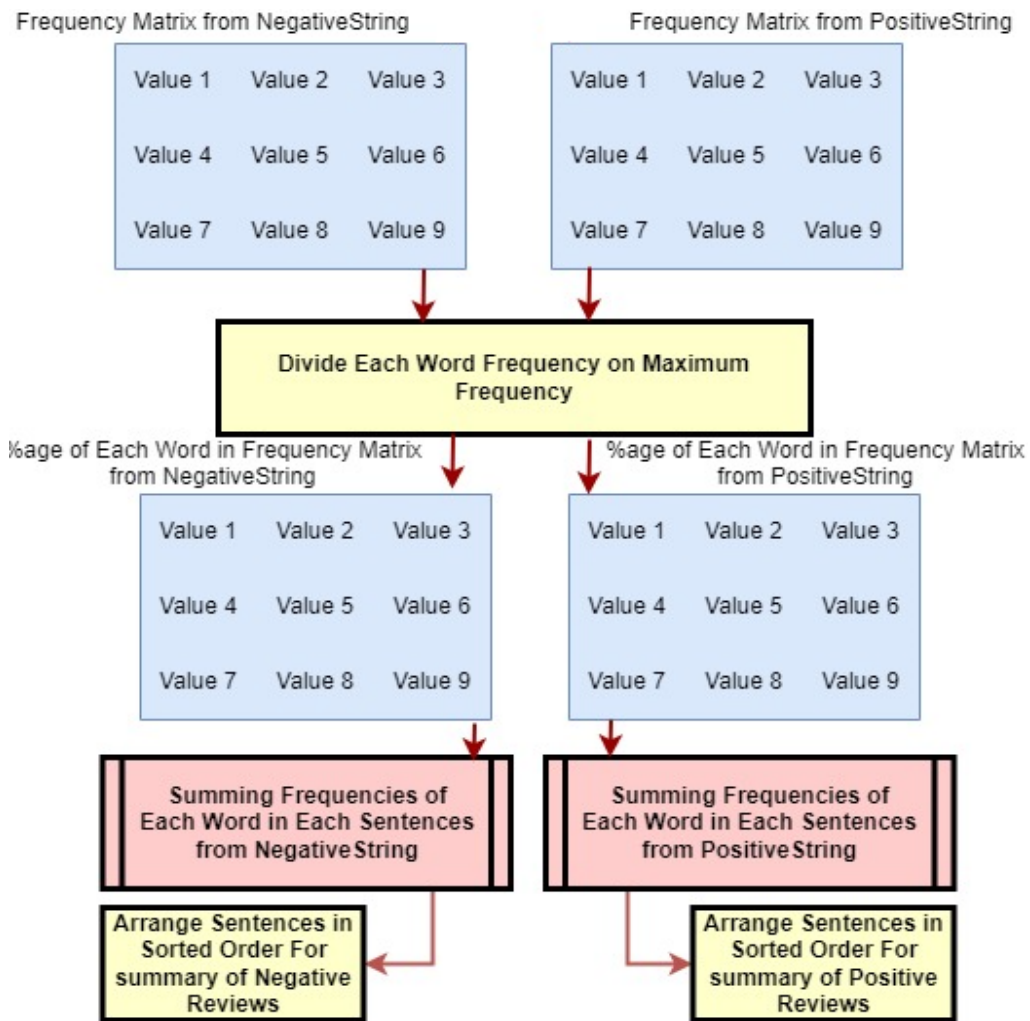 Frequency Matrix from NegativeString
Frequency Matrix from PositiveString
Value 1 Value 2 Value 3
Value 4 Value 5 Value 6
Value 7 Value 8 Value 9
Value 1 Value 2 Value 3
Value 4 Value 5 Value 6
Value 7 Value 8 Value 9
Divide Each Word Frequency on Maximum
Frequency
%age of Each Word in Frequency Matrix
from NegativeString
%age of Each Word in Frequency Matrix
from PositiveString
Value 1 Value 2 Value 3
Value 4 Value 5 Value 6
Value 7 Value 8 Value 9
Value 1 Value 2 Value 3
Value 4 Value 5 Value 6
Value 7 Value 8 Value 9
Summing Frequencies of
Each Word in Each Sentences
from NegativeString
Summing Frequencies of
Each Word in Each Sentences
from PositiveString
Arrange Sentences in
Sorted Order For
summary of Negative
Reviews
Arrange Sentences in
Sorted Order For
summary of Positive
Reviews